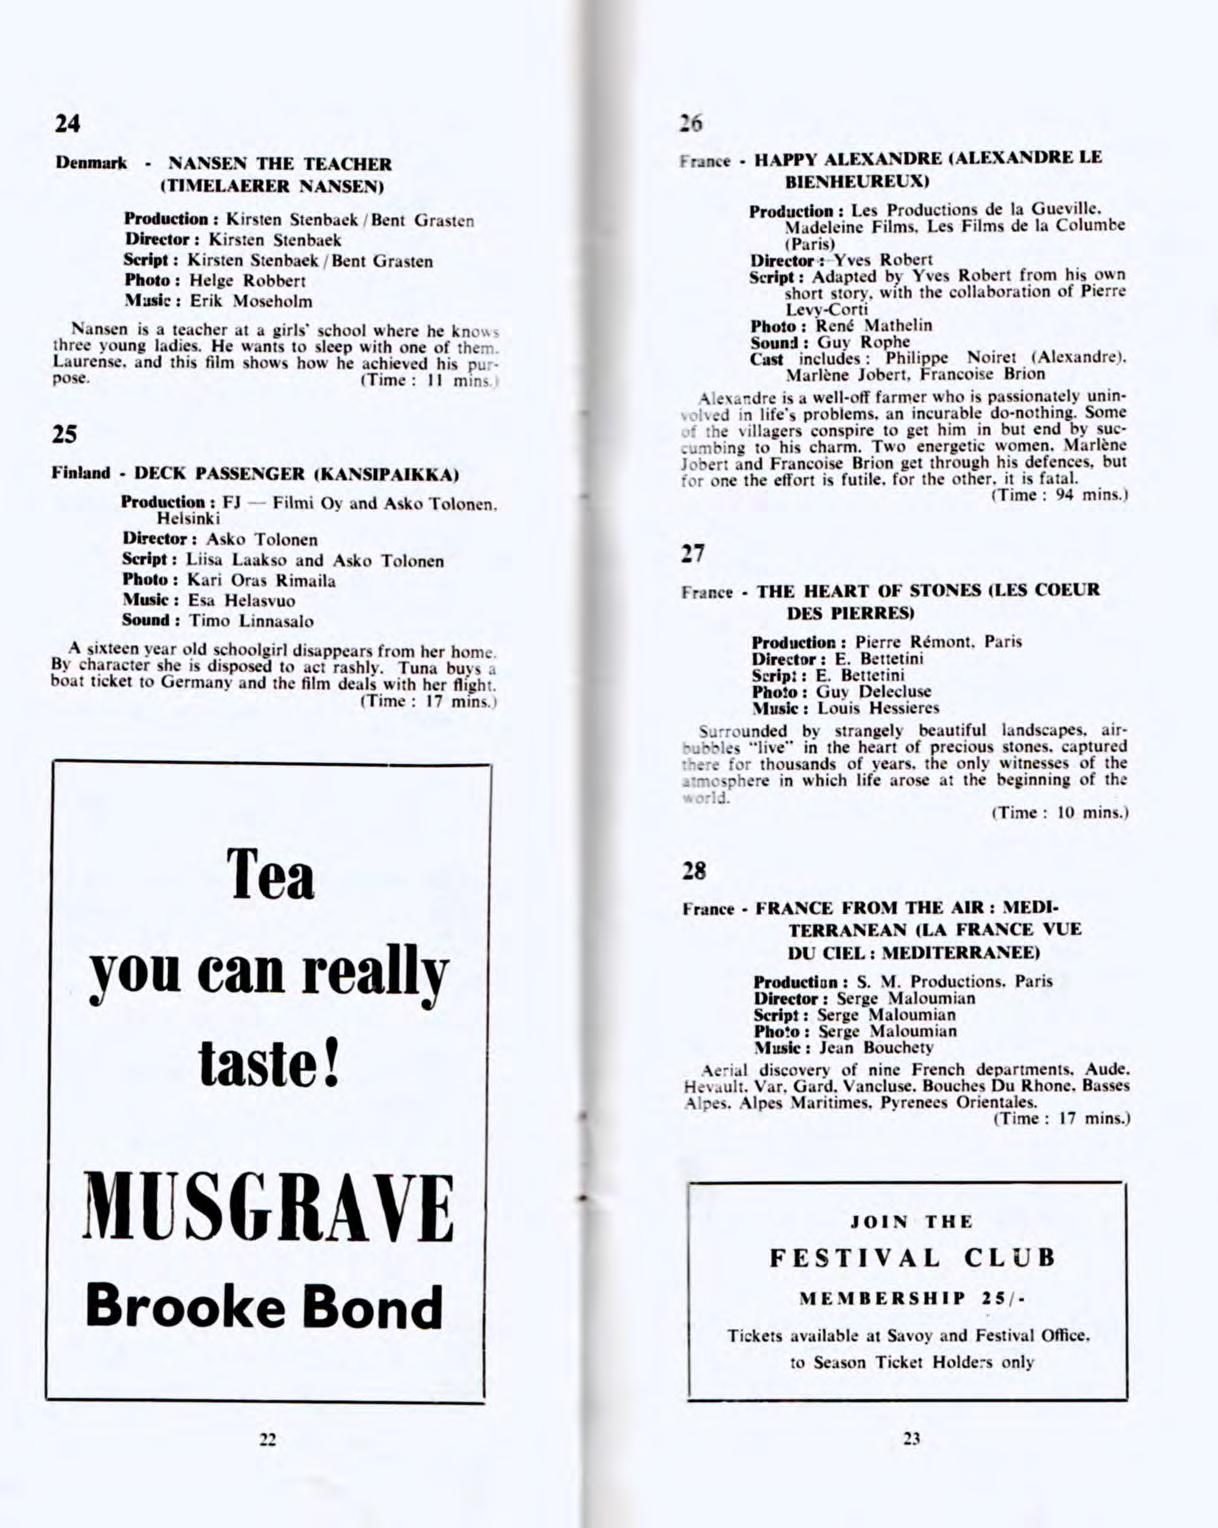 24
Denmark - NANSEN THE TEACHER
(TIMELAERER NANSEN)
Production : Kirsten Stenbaek / Bent Grasten
Director : Kirsten Stenbaek
Script : Kirsten Stenbaek / Bent Grasten
Photo : Helge Robbert
Music : Erik Moseholm
Nansen is a teacher at a girls' school where he knows
three young ladies. He wants to sleep with one of them.
Laurense, and this film shows how he achieved his pur-
pose. (Time : 11 mins.)
25
Finland - DECK PASSENGER (KANSIPAIKKA)
Production : FJ — Filmi Oy and Asko Tolonen,
Helsinki
Director : Asko Tolonen
Script : Liisa Laakso and Asko Tolonen
Photo : Kari Oras Rimaila
Music : Esa Helasvuo
Sound : Timo Linnasalo
A sixteen year old schoolgirl disappears from her home.
By character she is disposed to act rashly. Tuna buys a
boat ticket to Germany and the film deals with her flight.
(Time : 17 mins.)
Tea
you can really
taste!
MUSGRAVE
Brooke Bond
22
26
France - HAPPY ALEXANDRE (ALEXANDRE LE
BIENHEUREUX)
Production : Les Productions de la Gueville,
Madeleine Films, Les Films de la Columbe
(Paris)
Director : Yves Robert
Script : Adapted by Yves Robert from his own
short story, with the collaboration of Pierre
Levy-Corti
Photo : René Mathelin
Sound : Guy Rophe
Cast includes : Philippe Noiret (Alexandre),
Marlène Jobert, Francoise Brion
Alexandre is a well-off farmer who is passionately unin-
volved in life's problems, an incurable do-nothing. Some
of the villagers conspire to get him in but end by suc-
cumbing to his charm. Two energetic women, Marlène
Jobert and Francoise Brion get through his defences, but
for one the effort is futile, for the other, it is fatal.
(Time : 94 mins.)
27
France - THE HEART OF STONES (LES COEUR
DES PIERRES)
Production : Pierre Rémont, Paris
Director : E. Bettetini
Script : E. Bettetini
Photo : Guy Delecluse
Music : Louis Hessieres
Surrounded by strangely beautiful landscapes, air-
bubbles "live" in the heart of precious stones, captured
there for thousands of years, the only witnesses of the
atmosphere in which life arose at the beginning of the
world.
(Time : 10 mins.)
28
France - FRANCE FROM THE AIR : MEDI-
TERRANEAN (LA FRANCE VUE
DU CIEL : MEDITERRANEE)
Production : S. M. Productions, Paris
Director : Serge Maloumian
Script : Serge Maloumian
Photo : Serge Maloumian
Music : Jean Bouchety
Aerial discovery of nine French departments, Aude,
Hevault, Var, Gard, Vancluse, Bouches Du Rhone, Basses
Alpes, Alpes Maritimes, Pyrenees Orientales.
(Time : 17 mins.)
JOIN THE
FESTIVAL CLUB
MEMBERSHIP 25/-
Tickets available at Savoy and Festival Office,
to Season Ticket Holders only
23